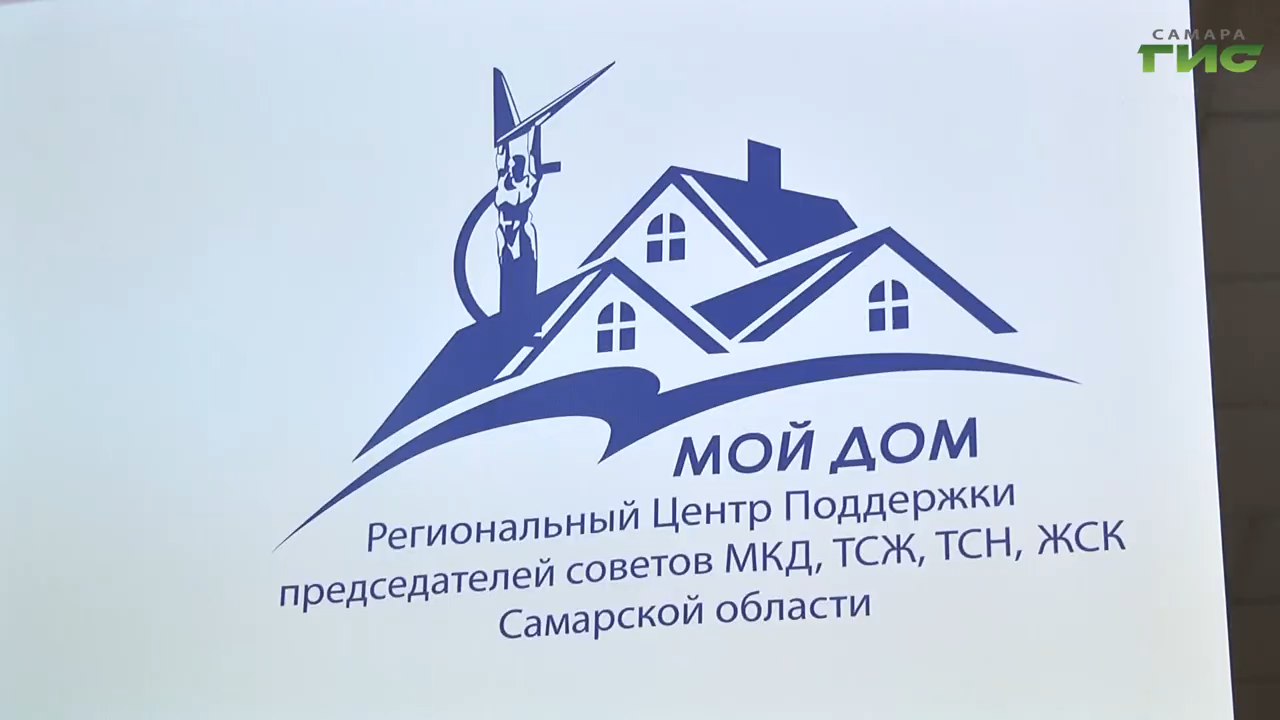 САМАРА
ГИС
МОЙ ДОМ
Региональный Центр Поддержки
председателей советов МКД, ТСЖ, ТСН, ЖСК
Самарской области